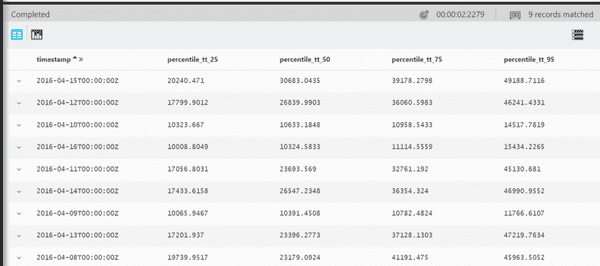 Completed 00:00:02:2279 9 records matched
timestamp percentile_tt_25 percentile_tt_50 percentile_tt_75 percentile_tt_95
2016-04-15T00:00:00Z 20240.471 30683.0435 39178.2798 49188.7116
2016-04-12T00:00:00Z 17799.9012 26839.9903 36060.5983 46241.4331
2016-04-10T00:00:00Z 10323.667 10633.1848 10958.5433 14517.7819
2016-04-16T00:00:00Z 10008.8049 10324.5833 11114.5559 15434.2265
2016-04-11T00:00:00Z 17056.8031 23693.569 32761.192 45130.681
2016-04-14T00:00:00Z 17433.6158 26547.2348 36354.324 46990.9552
2016-04-09T00:00:00Z 10065.9467 10391.4508 10782.4824 11766.6107
2016-04-13T00:00:00Z 17201.937 23396.2773 37128.1303 47219.7634
2016-04-08T00:00:00Z 19739.9517 23179.0924 41191.475 45963.5052